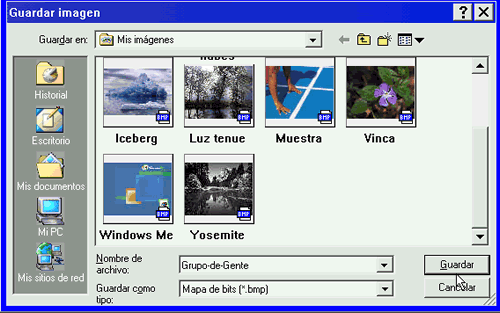 Guardar imagen
Guardar en:
Mis imágenes
nubes
Historial
Escritorio
Mis documentos
Mi PC
Mis sitios de red
BMP
BMP
BMP
BMP
Iceberg
Luz tenue
Muestra
Vinca
BMP
BMP
Windows Me
Yosemite
Nombre de
archivo:
Grupo-de-Gente
Guardar
Guardar como
tipo:
Mapa de bits (*.bmp)
Cancelar